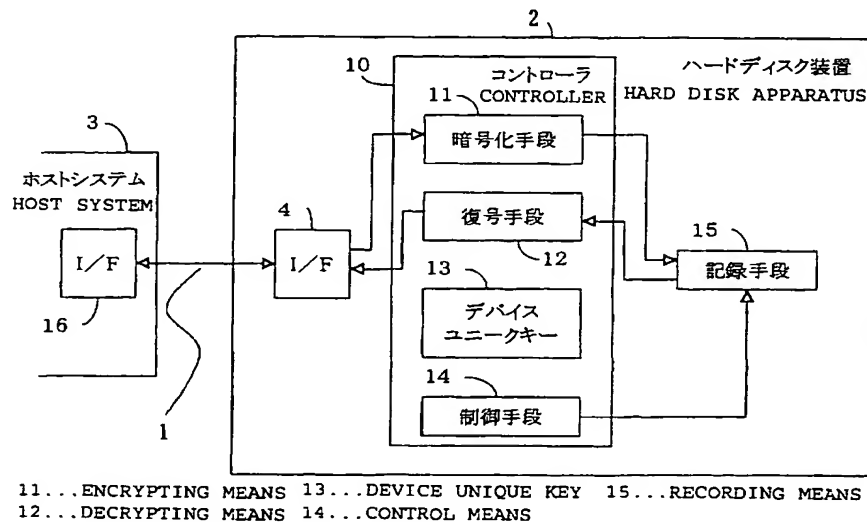 2
10
コントローラ
CONTROLLER
ハードディスク装置
HARD DISK APPARATUS
11
暗号化手段
3
ホストシステム
HOST SYSTEM
4
復号手段
12
15
I/F
I/F
記録手段
16
13
デバイス
ユニークキー
14
制御手段
1
11...ENCRYPTING MEANS 13...DEVICE UNIQUE KEY 15...RECORDING MEANS
12...DECRYPTING MEANS 14...CONTROL MEANS